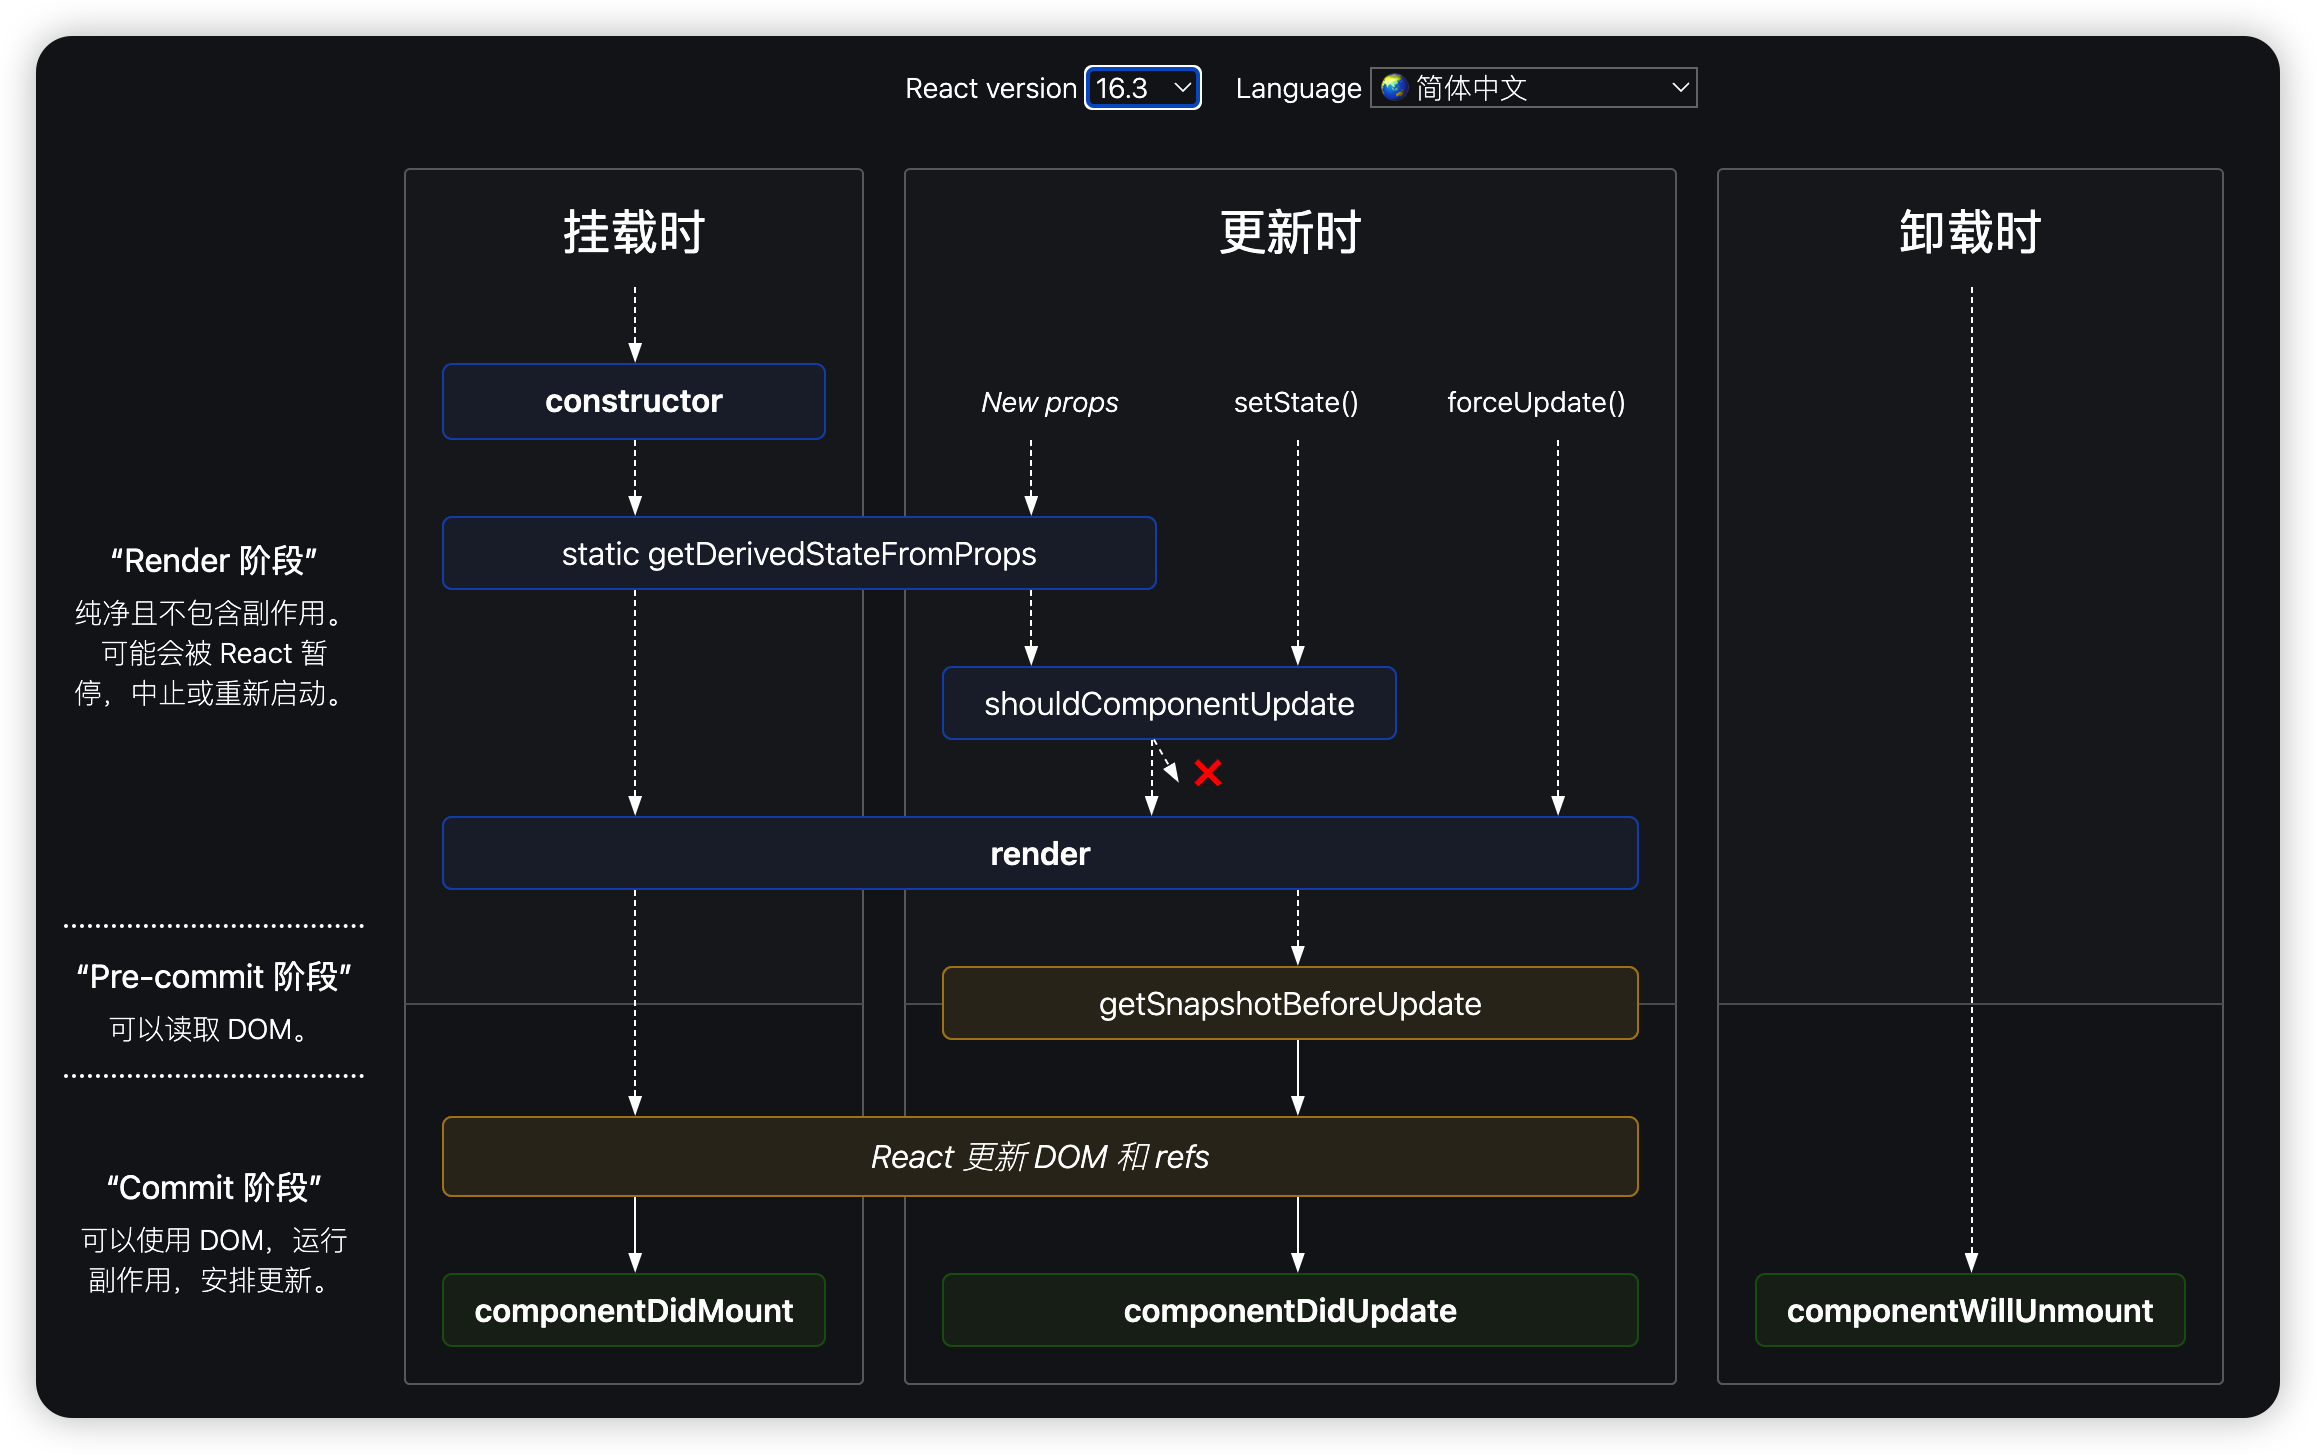 React version 16.3 Language 🌏 简体中文
挂载时
更新时
卸载时
constructor
New props
setState()
forceUpdate()
static getDerivedStateFromProps
shouldComponentUpdate
render
getSnapshotBeforeUpdate
React 更新 DOM 和 refs
componentDidMount
componentDidUpdate
componentWillUnmount
“Render 阶段”
纯净且不包含副作用。
可能会被 React 暂
停，中止或重新启动。
“Pre-commit 阶段”
可以读取 DOM。
“Commit 阶段”
可以使用 DOM，运行
副作用，安排更新。